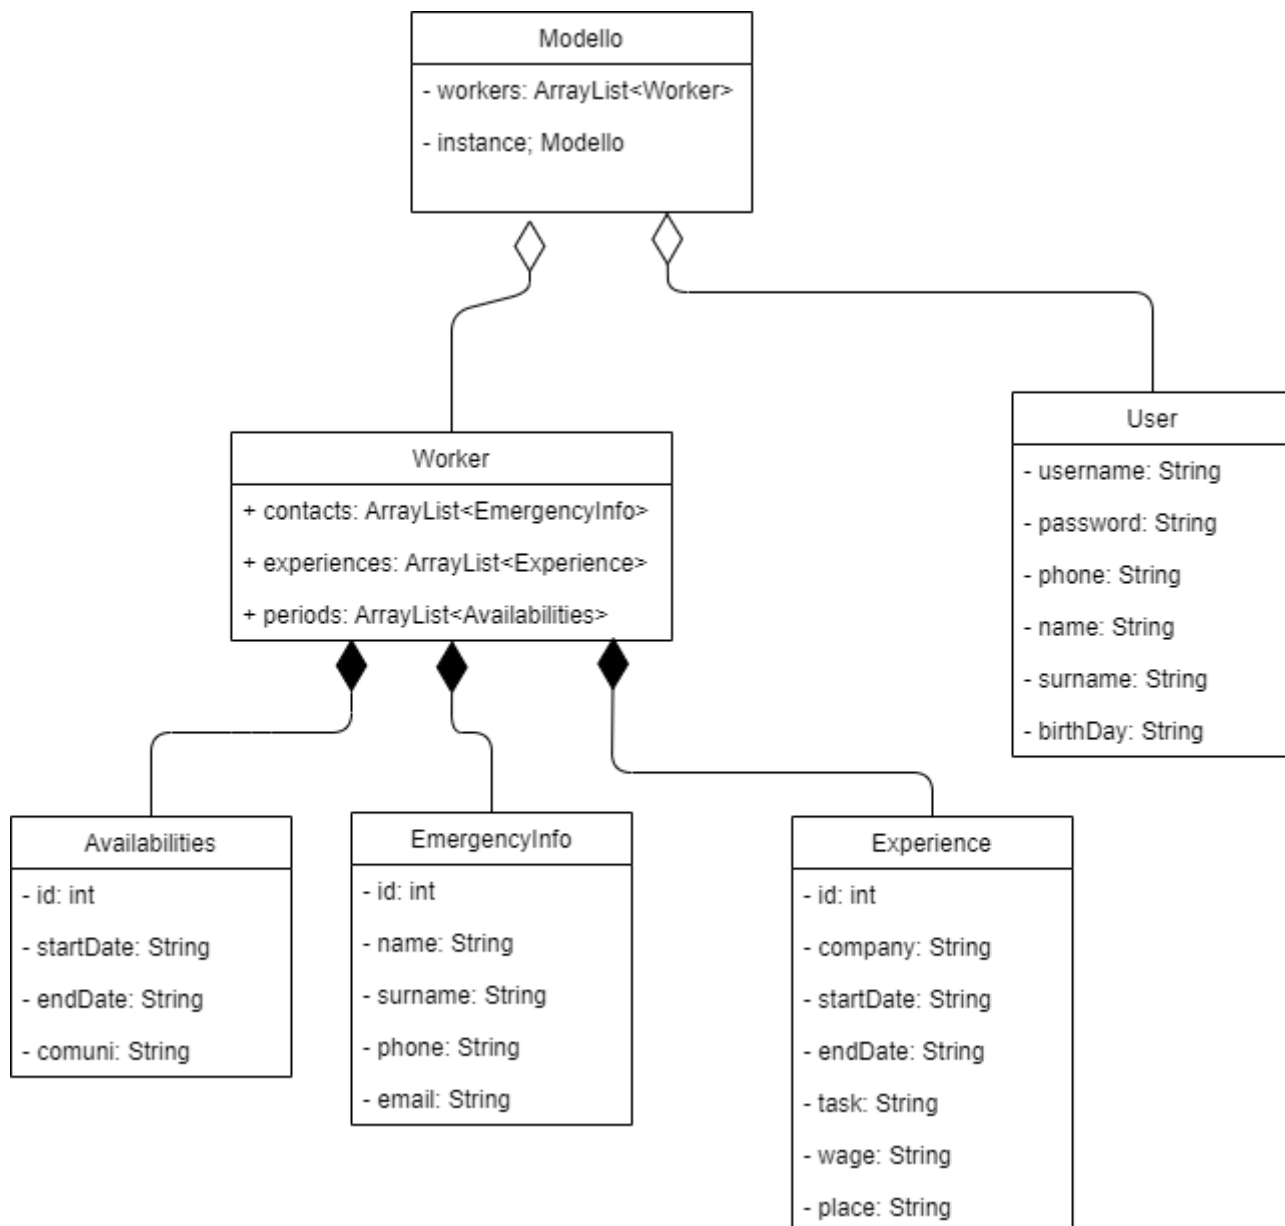 Modello
- workers: ArrayList<Worker>
- instance; Modello
Worker
+ contacts: ArrayList<EmergencyInfo>
+ experiences: ArrayList<Experience>
+ periods: ArrayList<Availabilities>
User
- username: String
- password: String
- phone: String
- name: String
- surname: String
- birthDay: String
Availabilities
- id: int
- startDate: String
- endDate: String
- comuni: String
EmergencyInfo
- id: int
- name: String
- surname: String
- phone: String
- email: String
Experience
- id: int
- company: String
- startDate: String
- endDate: String
- task: String
- wage: String
- place: String